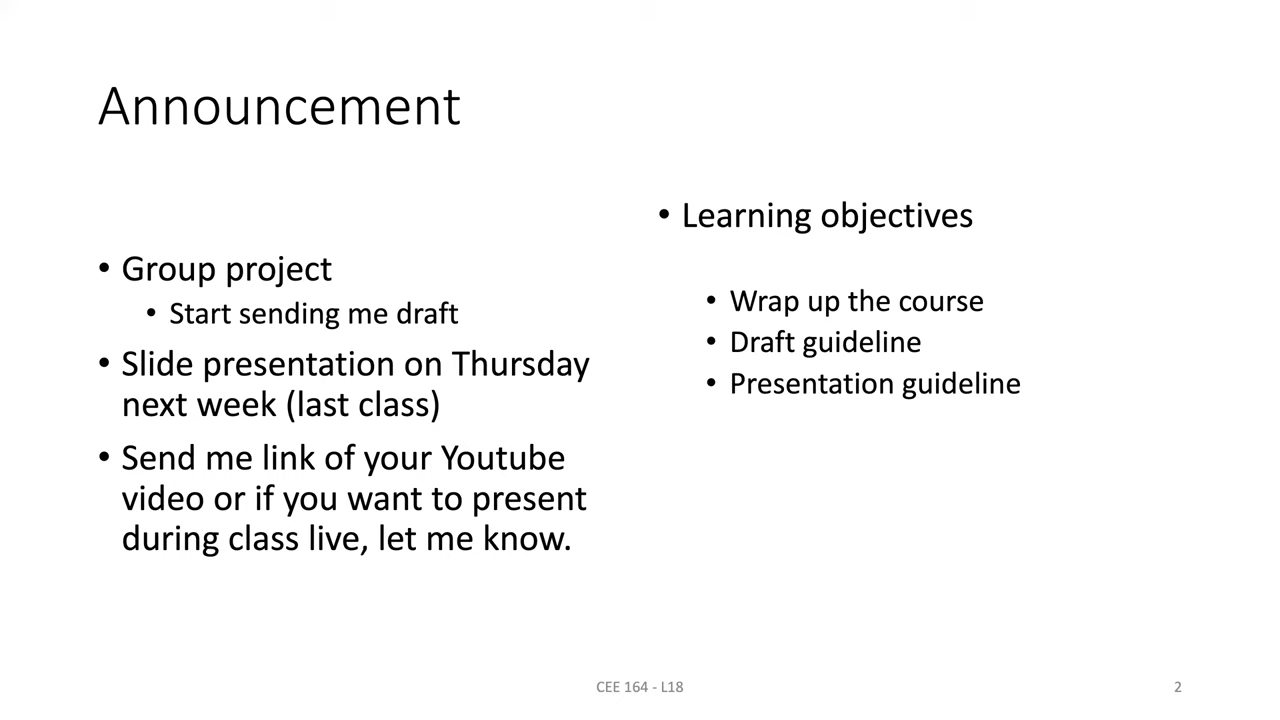 Announcement
• Group project
• Start sending me draft
• Slide presentation on Thursday
next week (last class)
• Send me link of your Youtube
video or if you want to present
during class live, let me know.
• Learning objectives
• Wrap up the course
• Draft guideline
• Presentation guideline
CEE 164 - L18
2